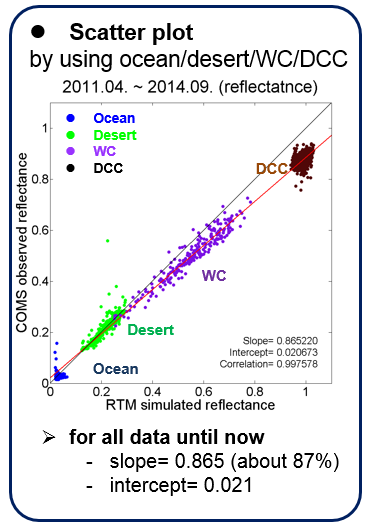 ● Scatter plot
by using ocean/desert/WC/DCC
2011.04. ~ 2014.09. (reflectatnce)
COMS observed reflectance
1
0.8
0.6
0.4
0.2
0
Ocean
Desert
WC
DCC
DCC
WC
Desert
Ocean
Slope= 0.865220
Intercept= 0.020673
Correlation= 0.997578
0 0.2 0.4 0.6 0.8 1
RTM simulated reflectance
➢ for all data until now
- slope= 0.865 (about 87%)
- intercept= 0.021